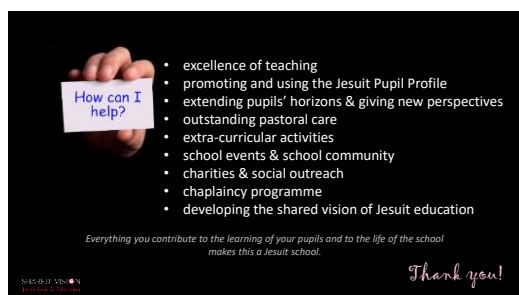 How can I
help?
• excellence of teaching
• promoting and using the Jesuit Pupil Profile
• extending pupils' horizons & giving new perspectives
• outstanding pastoral care
• extra-curricular activities
• school events & school community
• charities & social outreach
• chaplaincy programme
• developing the shared vision of Jesuit education
Everything you contribute to the learning of your pupils and to the life of the school
makes this a Jesuit school.
Thank you!
SHARED VISION